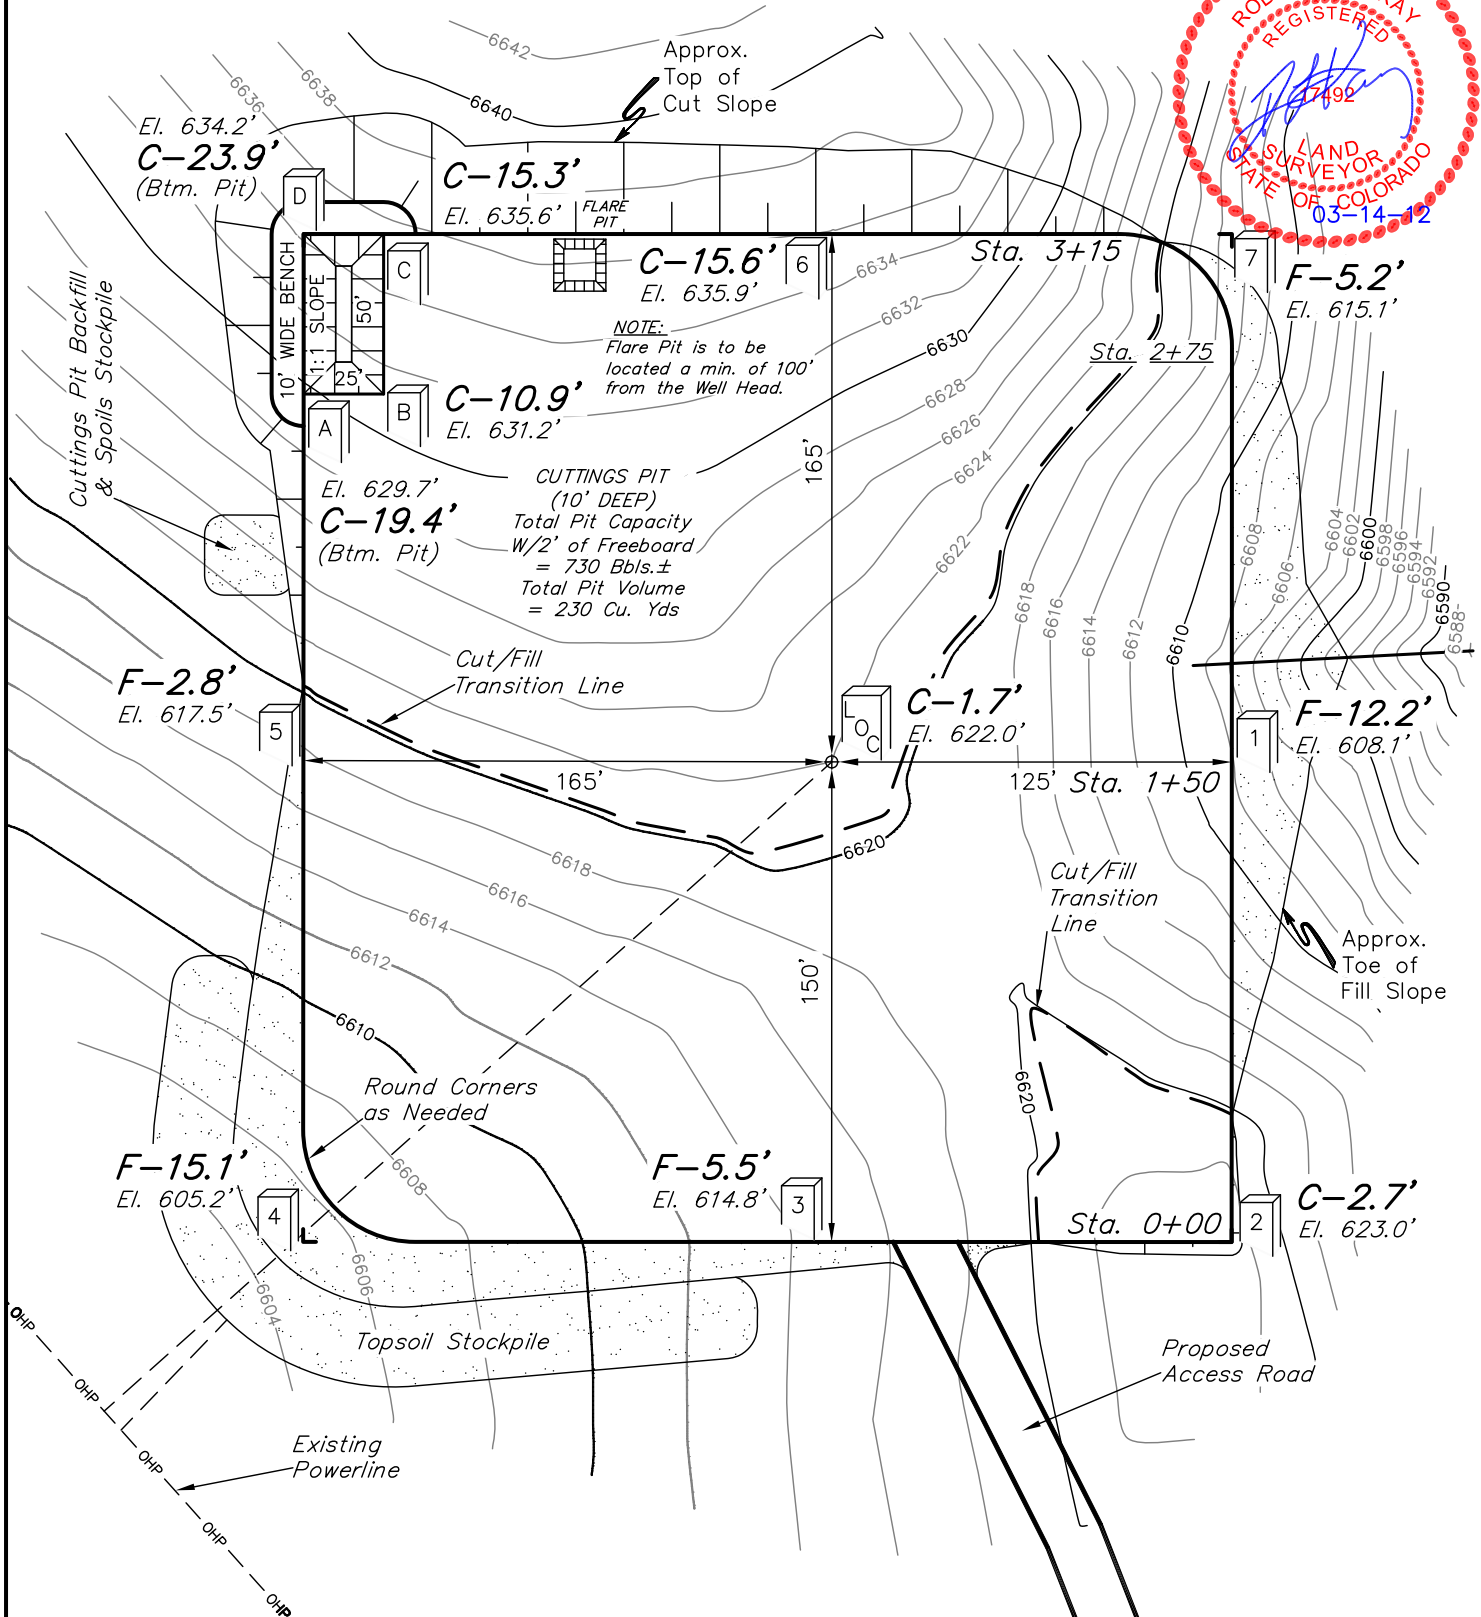 REGISTERED
17492
LAND
SURVEYOR
STATE OF COLORADO
03-14-12
6642
Approx.
Top of
Cut Slope
6636
6638
6640
El. 634.2'
C-23.9'
(Btm. Pit)
D
C-15.3'
El. 635.6'
FLARE
PIT
C
C-15.6'
El. 635.9'
6
6634
Sta. 3+15
7
F-5.2'
El. 615.1'
Cuttings Pit Backfill
& Spoils Stockpile
10' WIDE BENCH
1:1 SLOPE
50'
25'
NOTE:
Flare Pit is to be
located a min. of 100'
from the Well Head.
6632
6630
Sta. 2+75
6628
6626
6624
6622
A
B
C-10.9'
El. 631.2'
165'
El. 629.7'
C-19.4'
(Btm. Pit)
CUTTINGS PIT
(10' DEEP)
Total Pit Capacity
W/2' of Freeboard
= 730 Bbls.±
Total Pit Volume
= 230 Cu. Yds
6618
6616
6614
6612
6610
6608
6606
6604
6602
6600
6598
6596
6594
6592
6590
6588
Cut/Fill
Transition Line
F-2.8'
El. 617.5'
5
LOC
C-1.7'
El. 622.0'
1
F-12.2'
El. 608.1'
165'
125'
Sta. 1+50
6620
6618
6616
6614
6612
6610
Cut/Fill
Transition
Line
150'
Approx.
Toe of
Fill Slope
6620
Round Corners
as Needed
F-15.1'
El. 605.2'
4
6608
6606
6604
F-5.5'
El. 614.8'
3
Sta. 0+00
2
C-2.7'
El. 623.0'
Topsoil Stockpile
Proposed
Access Road
OHP
OHP
Existing
Powerline
OHP
OHP
OHP